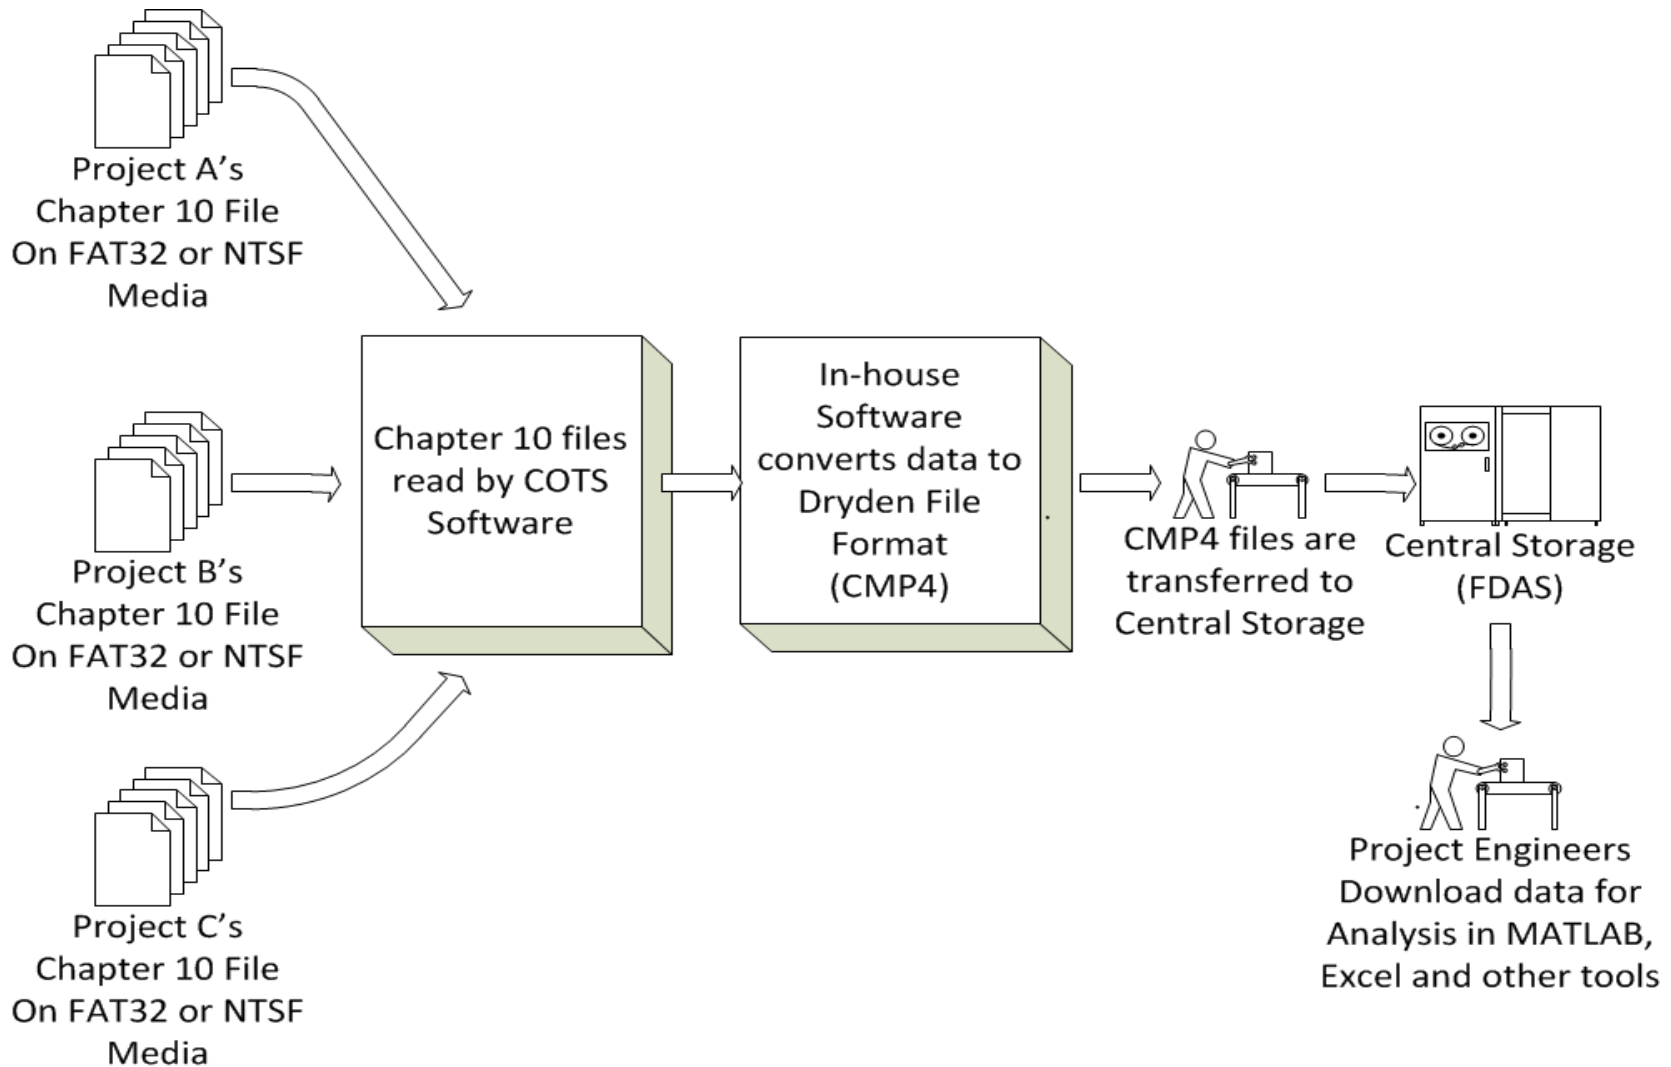 Project A's
Chapter 10 File
On FAT32 or NTSF
Media
Project B's
Chapter 10 File
On FAT32 or NTSF
Media
Project C's
Chapter 10 File
On FAT32 or NTSF
Media
Chapter 10 files
read by COTS
Software
In-house
Software
converts data to
Dryden File
Format
(CMP4)
CMP4 files are
transferred to
Central Storage
Central Storage
(FDAS)
Project Engineers
Download data for
Analysis in MATLAB,
Excel and other tools